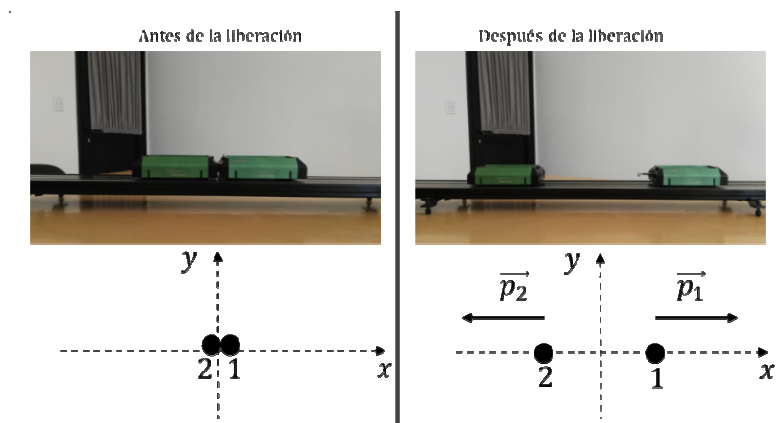 Antes de la liberación
Después de la liberación
y
2 1
x
y
p₂ p₁
2 1
x